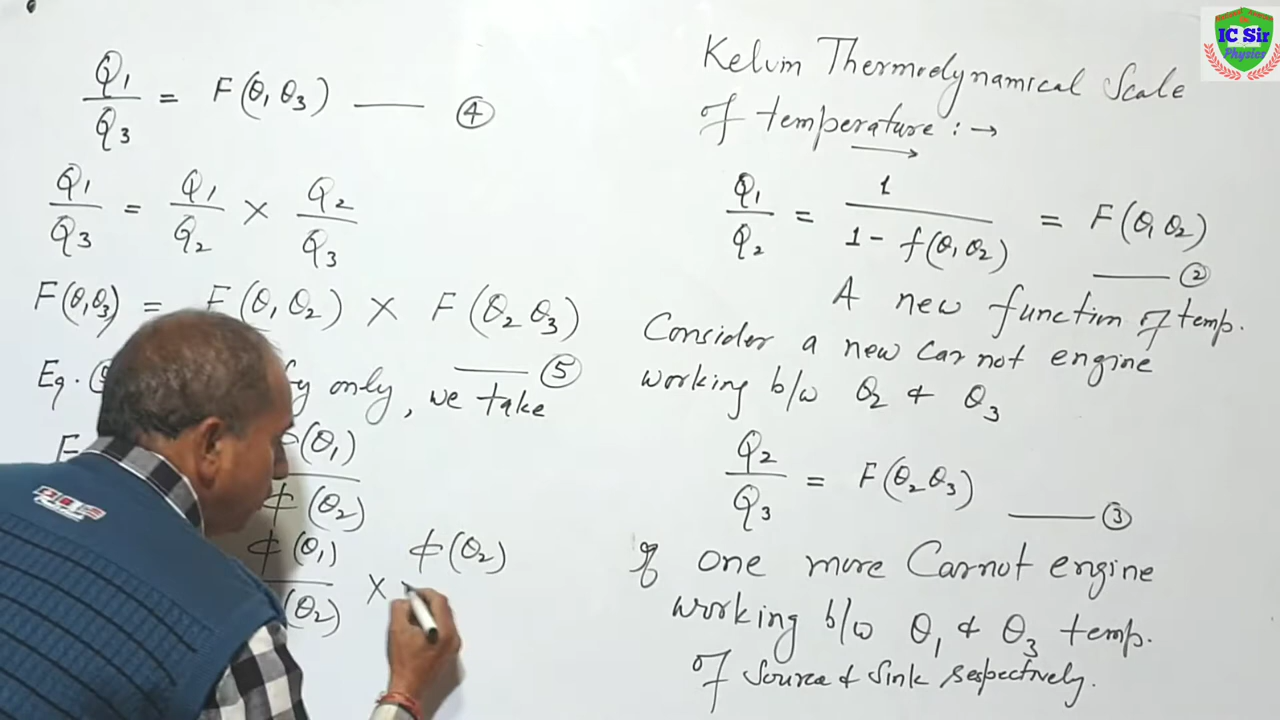 Q1/Q3 = F(θ1 θ3) —— ④
Q1/Q3 = Q1/Q2 × Q2/Q3
F(θ1θ3) = F(θ1 θ2) × F(θ2 θ3)
—— ⑤
Eq. only, we take
F φ(θ1)/φ(θ2)
φ(θ1)/(θ2) × φ(θ2)
Kelvin Thermodynamical Scale
of temperature :→
Q1/Q2 = 1/1- f(θ1 θ2) = F(θ1 θ2)
—— ②
A new function of temp.
Consider a new Carnot engine
working b/w θ2 & θ3
Q2/Q3 = F(θ2 θ3)
—— ③
If one more Carnot engine
working b/w θ1 & θ3 temp.
of Source & Sink respectively.
IC Sir
Physics